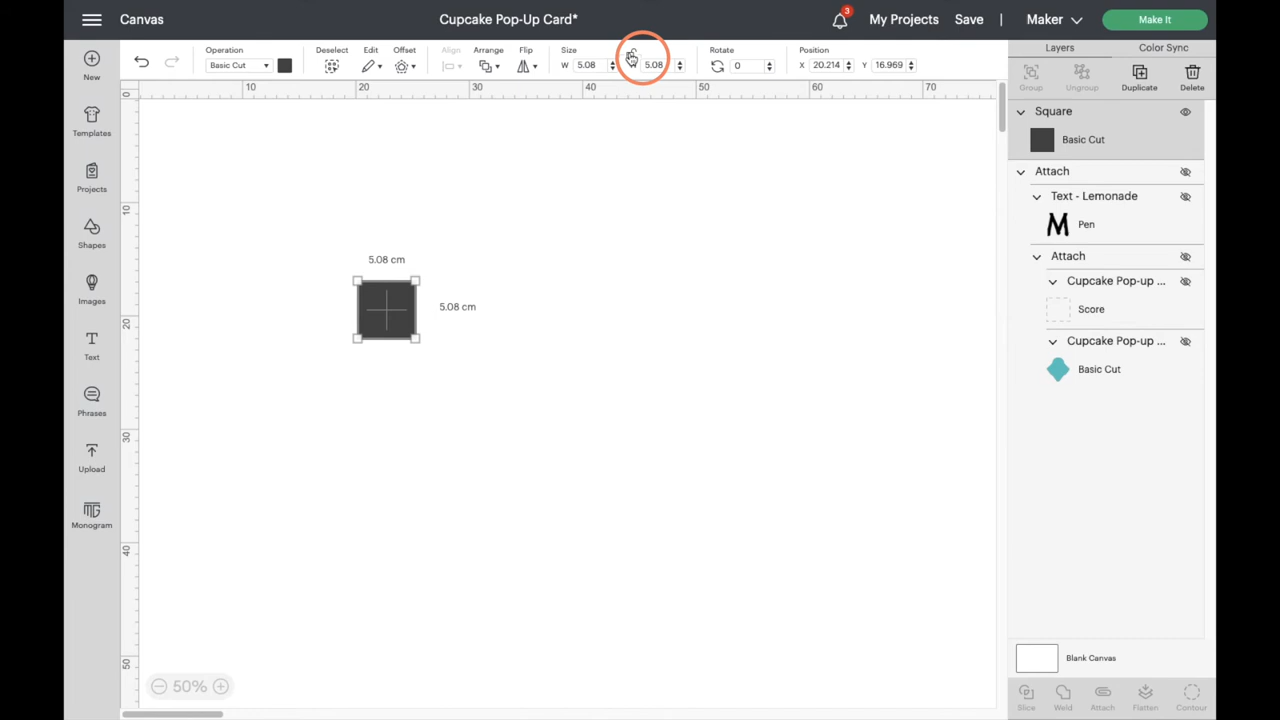 Canvas
Cupcake Pop-Up Card*
3
My Projects
Save
|
Maker
Make It
Operation
Basic Cut
Deselect
Edit
Offset
Align
Arrange
Flip
Size
W 5.08
5.08
Rotate
0
Position
X 20.214
Y 16.969
Layers
Color Sync
Group
Ungroup
Duplicate
Delete
New
Templates
Projects
Shapes
Images
Text
Phrases
Upload
Monogram
0
10
20
30
40
50
60
70
0
10
20
30
40
50
5.08 cm
5.08 cm
50%
Square
Basic Cut
Attach
Text - Lemonade
M Pen
Attach
Cupcake Pop-up ...
Score
Cupcake Pop-up ...
Basic Cut
Blank Canvas
Slice
Weld
Attach
Flatten
Contour